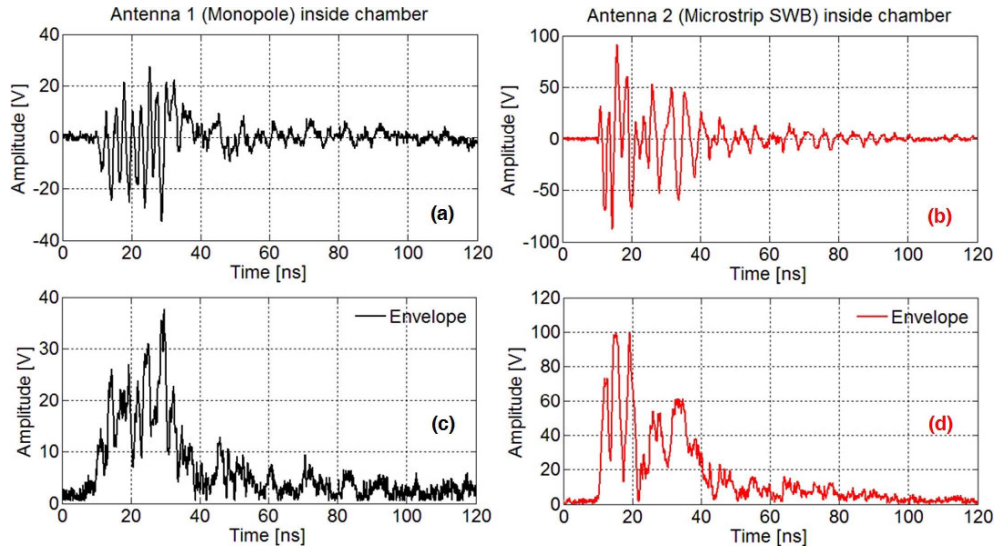 Antenna 1 (Monopole) inside chamber
40
20
0
-20
-40
Amplitude [V]
(a)
0 20 40 60 80 100 120
Time [ns]
Antenna 2 (Microstrip SWB) inside chamber
100
50
0
-50
-100
Amplitude [V]
(b)
0 20 40 60 80 100 120
Time [ns]
40
30
20
10
0
Amplitude [V]
Envelope
(c)
0 20 40 60 80 100 120
Time [ns]
120
100
80
60
40
20
0
Amplitude [V]
Envelope
(d)
0 20 40 60 80 100 120
Time [ns]